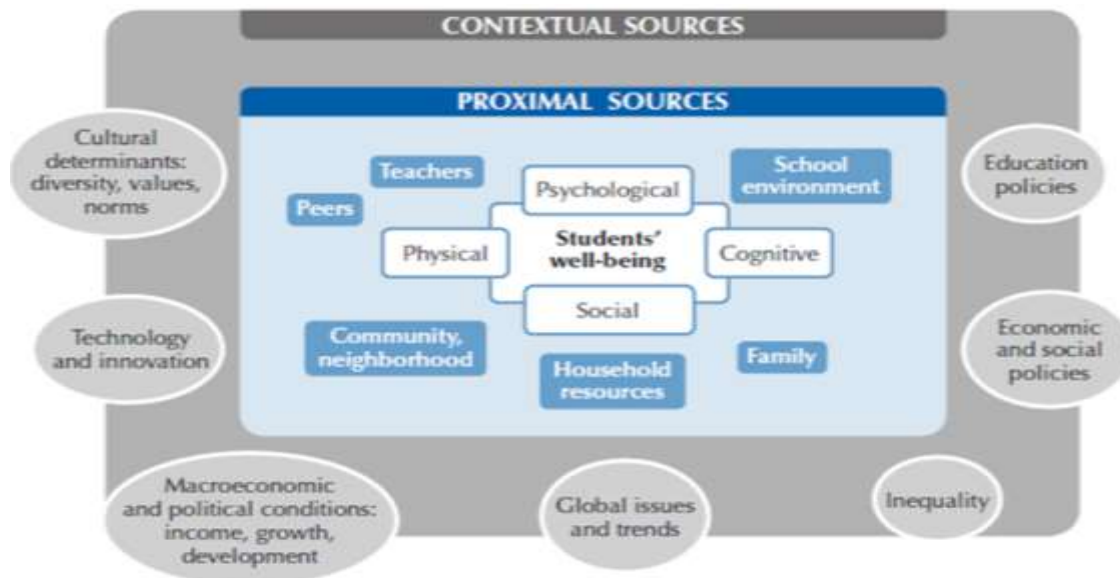 CONTEXTUAL SOURCES
PROXIMAL SOURCES
Cultural
determinants:
diversity, values,
norms
Teachers
Peers
Psychological
School
environment
Education
policies
Physical
Students'
well-being
Cognitive
Social
Technology
and innovation
Community,
neighborhood
Household
resources
Family
Economic
and social
policies
Macroeconomic
and political conditions:
income, growth,
development
Global issues
and trends
Inequality